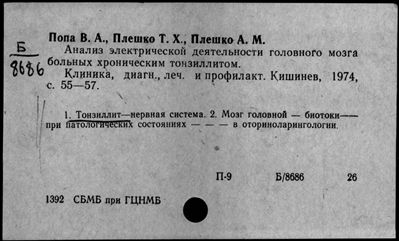 Б
8686
Попа В. А., Плешко Т. Х., Плешко А. М.
Анализ электрической деятельности головного мозга
больных хроническим тонзиллитом.
Клиника, диагн., леч. и профилакт. Кишинев, 1974,
с. 55—57.
1. Тонзиллит—нервная система. 2. Мозг головной — биотоки—
при патологических состояниях — — — в оториноларингологии.
П-9 Б/8686 26
1392 СБМБ при ГЦНМБ